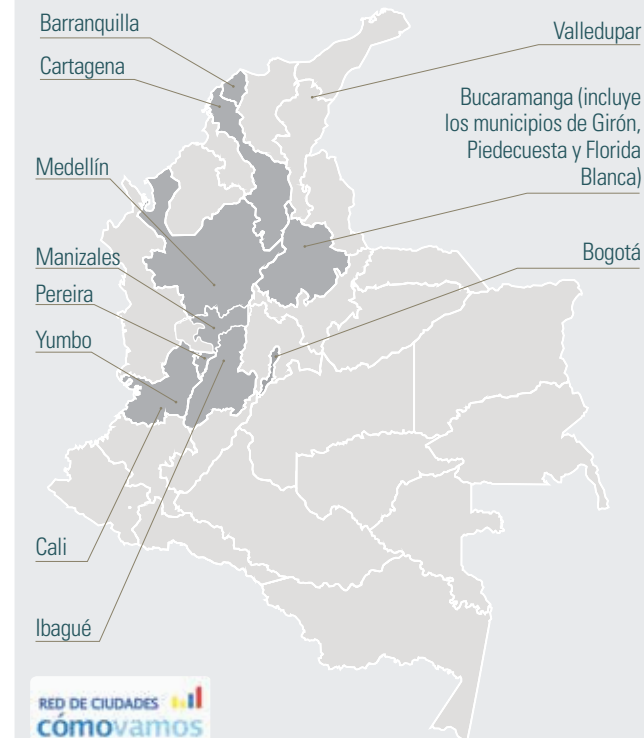 Barranquilla
Cartagena
Medellín
Manizales
Pereira
Yumbo
Cali
Ibagué
Valledupar
Bucaramanga (incluye
los municipios de Girón,
Piedecuesta y Florida
Blanca)
Bogotá
RED DE CIUDADES
cómovamos